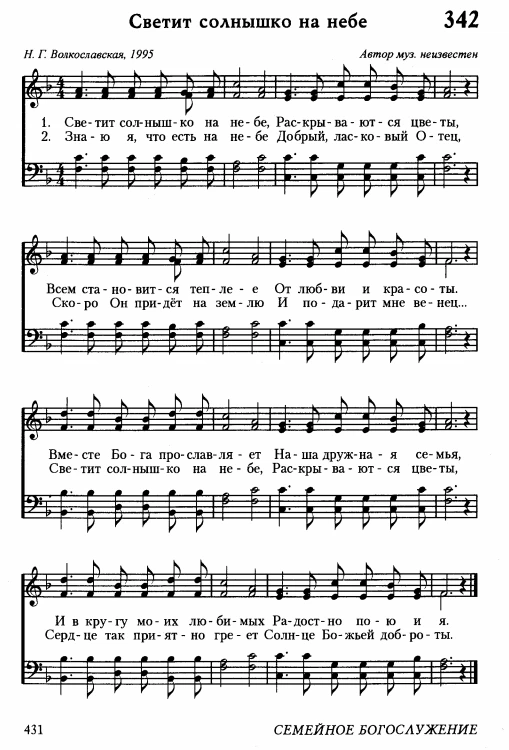 Светит солнышко на небе
342
Н. Г. Волкославская, 1995
Автор муз. неизвестен
1. Све-тит сол-ныш-ко на не-бе, Рас-кры-ва-ют-ся цве-ты,
2. Зна-ю я, что есть на не-бе Добрый, лас-ко-вый О-тец,
Всем ста-но-вит-ся теп-ле-е От люб-ви и кра-со-ты.
Ско-ро Он при-дёт на зем-лю И по-да-рит мне ве-нец...
Вме-сте Бо-га про-слав-ля-ет На-ша друж-на-я се-мья,
Све-тит сол-ныш-ко на не-бе, Рас-кры-ва-ют-ся цве-ты,
И в кру-гу мо-их лю-би-мых Ра-дост-но по-ю и я.
Серд-це так при-ят-но гре-ет Солн-це Бо-жьей доб-ро-ты.
431
СЕМЕЙНОЕ БОГОСЛУЖЕНИЕ